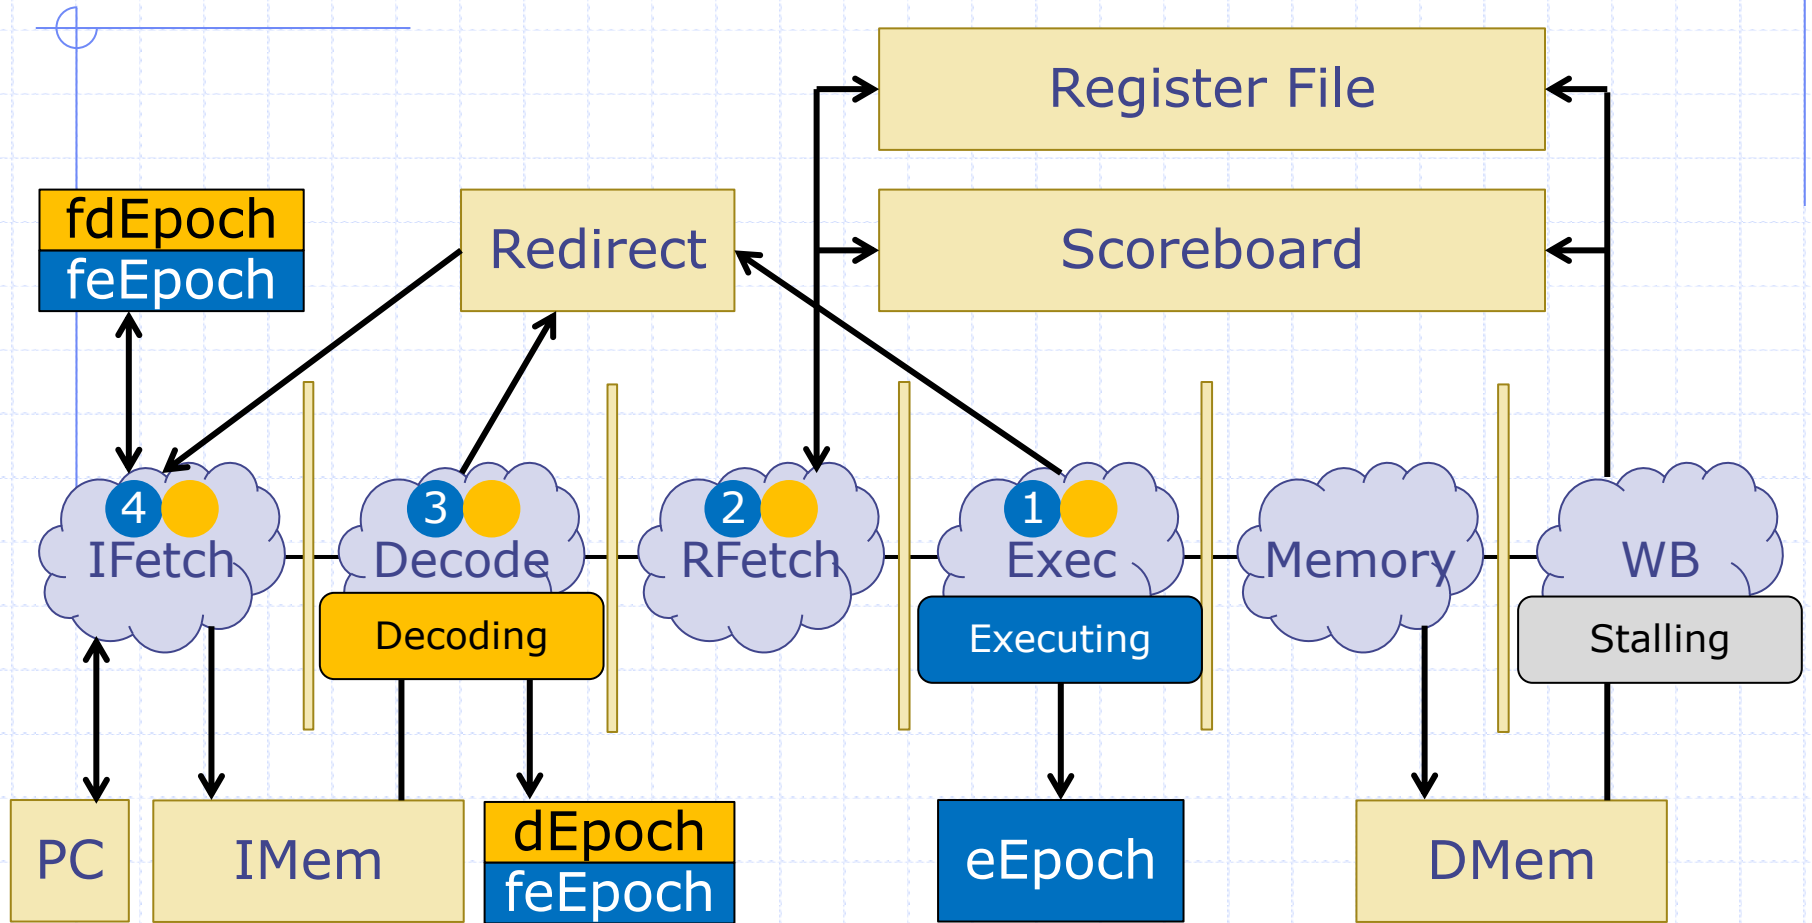 Register File
fdEpoch
feEpoch
Redirect
Scoreboard
4
3
2
1
IFetch
Decode
RFetch
Exec
Memory
WB
Decoding
Executing
Stalling
PC
IMem
dEpoch
feEpoch
eEpoch
DMem